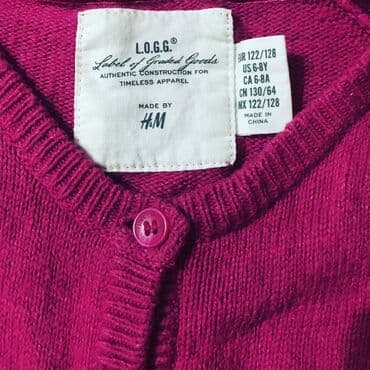 L.O.G.G.®
Label of Graded Goods
AUTHENTIC CONSTRUCTION FOR
TIMELESS APPAREL
MADE BY
H&M
EUR 122/128
US 6-8Y
CA 6-8A
CN 130/64
MX 122/128
MADE IN
CHINA